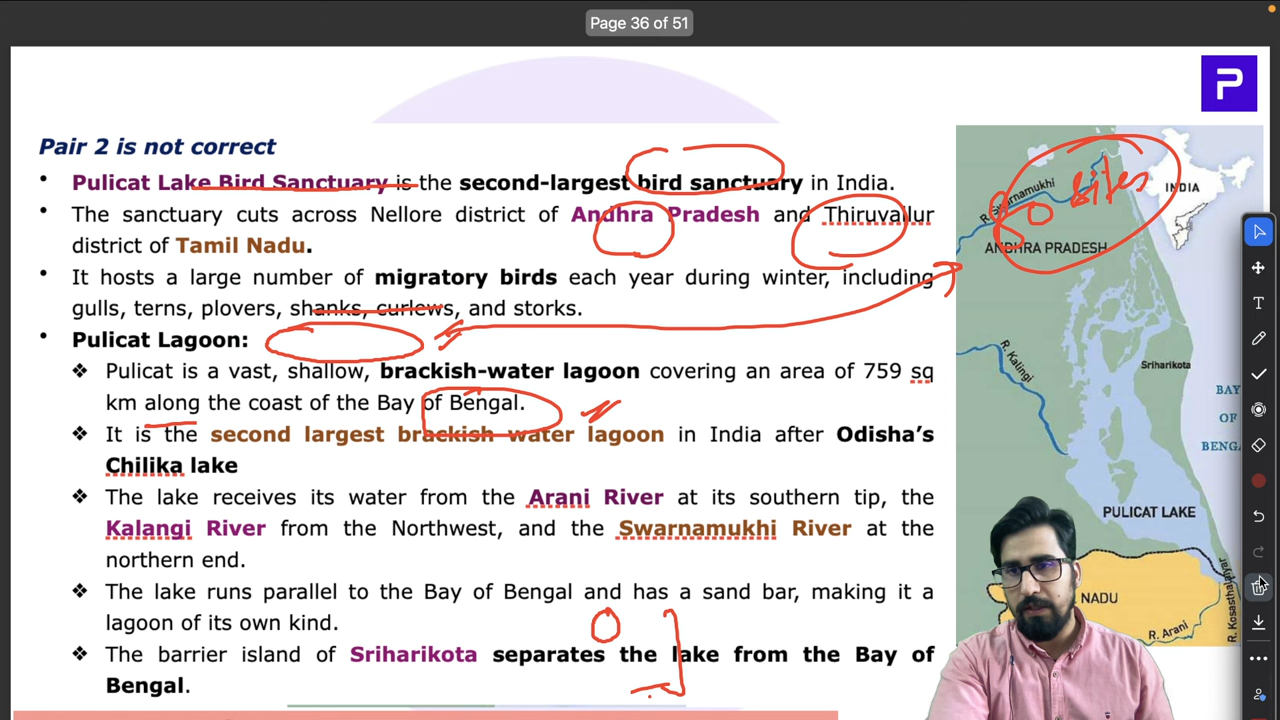 Page 36 of 51
P
Pair 2 is not correct
• Pulicat Lake Bird Sanctuary is the second-largest bird sanctuary in India.
• The sanctuary cuts across Nellore district of Andhra Pradesh and Thiruvallur
district of Tamil Nadu.
• It hosts a large number of migratory birds each year during winter, including
gulls, terns, plovers, shanks, curlews, and storks.
• Pulicat Lagoon:
❖ Pulicat is a vast, shallow, brackish-water lagoon covering an area of 759 sq
km along the coast of the Bay of Bengal.
❖ It is the second largest brackish water lagoon in India after Odisha's
Chilika lake
❖ The lake receives its water from the Arani River at its southern tip, the
Kalangi River from the Northwest, and the Swarnamukhi River at the
northern end.
❖ The lake runs parallel to the Bay of Bengal and has a sand bar, making it a
lagoon of its own kind.
❖ The barrier island of Sriharikota separates the lake from the Bay of
Bengal.
80 sites
INDIA
R. Swarnamukhi
ANDHRA PRADESH
R. Kalingi
Sriharikota
BAY
OF
BENG
PULICAT LAKE
NADU
R. Arani
R. Kosasthalaiyar
T